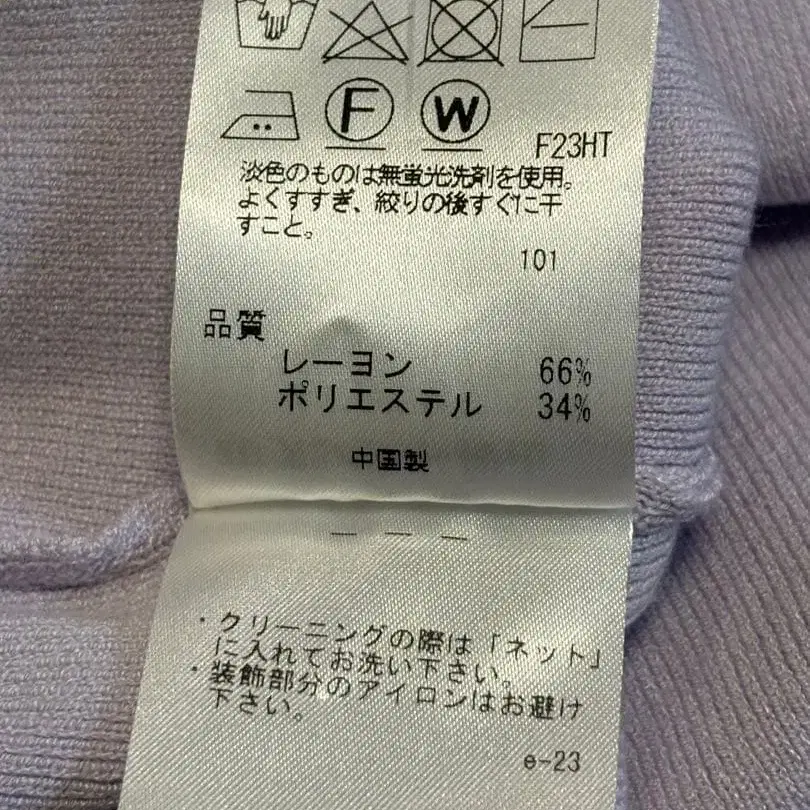 F W
F23HT
淡色のものは無蛍光洗剤を使用。
よくすすぎ、絞りの後すぐに干
すこと。
101
品質
レーヨン 66%
ポリエステル 34%
中国製
・クリーニングの際は「ネット」
に入れてお洗い下さい。
・装飾部分のアイロンはお避け
下さい。
e-23